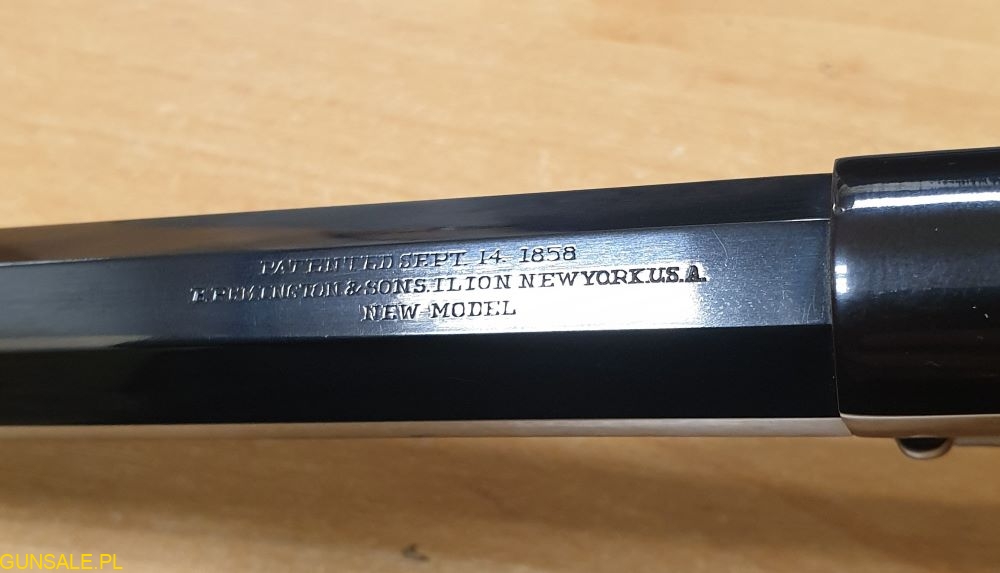 PATENTED SEPT. 14. 1858
E.REMINGTON & SONS. ILION NEW YORK.U.S.A.
NEW-MODEL
GUNSALE.PL